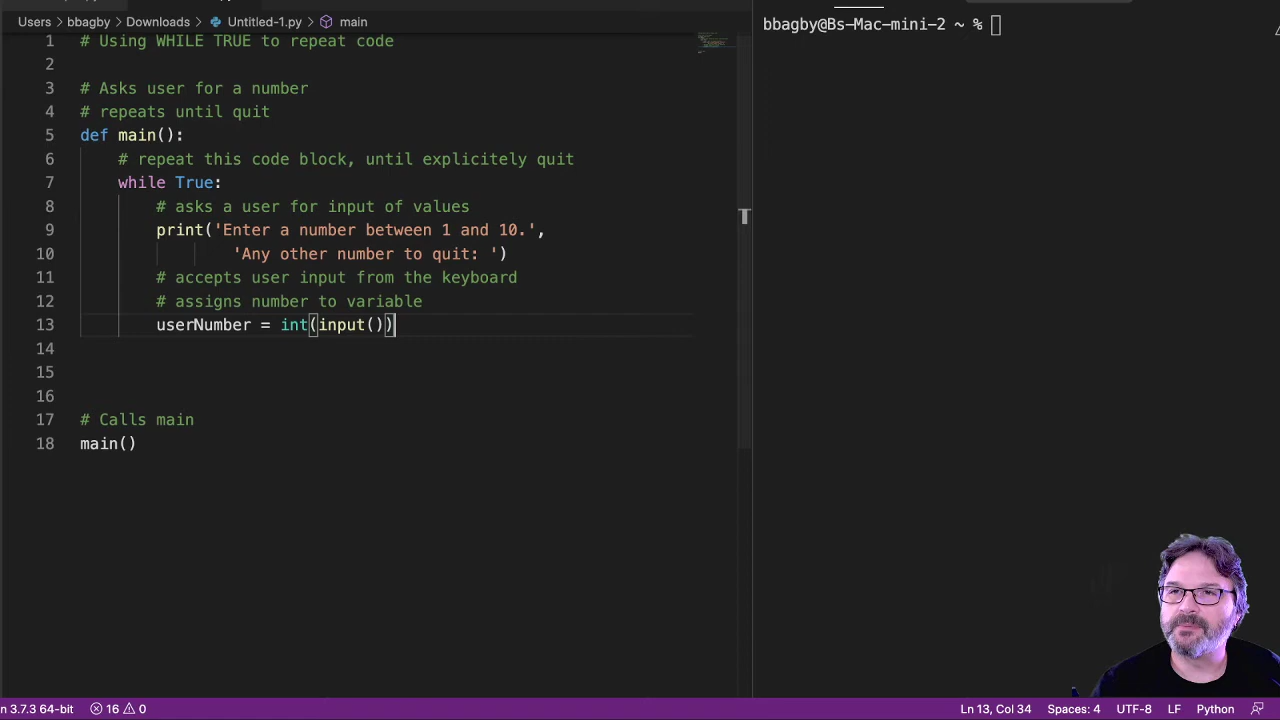 Users > bbagby > Downloads > Untitled-1.py > main
1 # Using WHILE TRUE to repeat code
2
3 # Asks user for a number
4 # repeats until quit
5 def main():
6 # repeat this code block, until explicitely quit
7 while True:
8 # asks a user for input of values
9 print('Enter a number between 1 and 10.',
10 'Any other number to quit: ')
11 # accepts user input from the keyboard
12 # assigns number to variable
13 userNumber = int(input())
14
15
16
17 # Calls main
18 main()
bbagby@Bs-Mac-mini-2 ~ %
n 3.7.3 64-bit 16 0 Ln 13, Col 34 Spaces: 4 UTF-8 LF Python